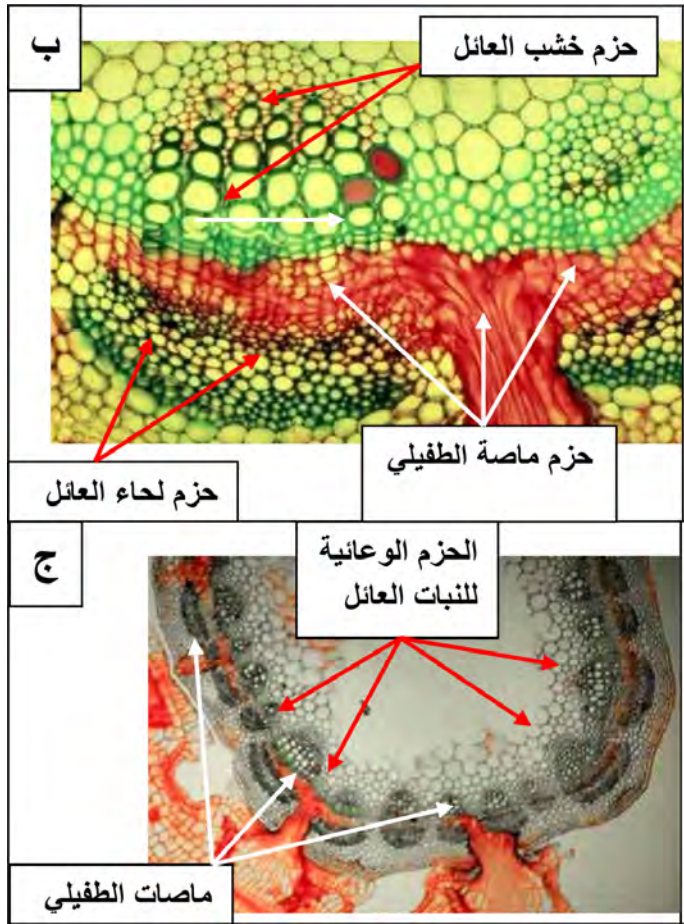 ب
حزم خشب العائل
حزم ماصة الطفيلي
حزم لحاء العائل
ج
الحزم الوعائية
للنبات العائل
ماصات الطفيلي